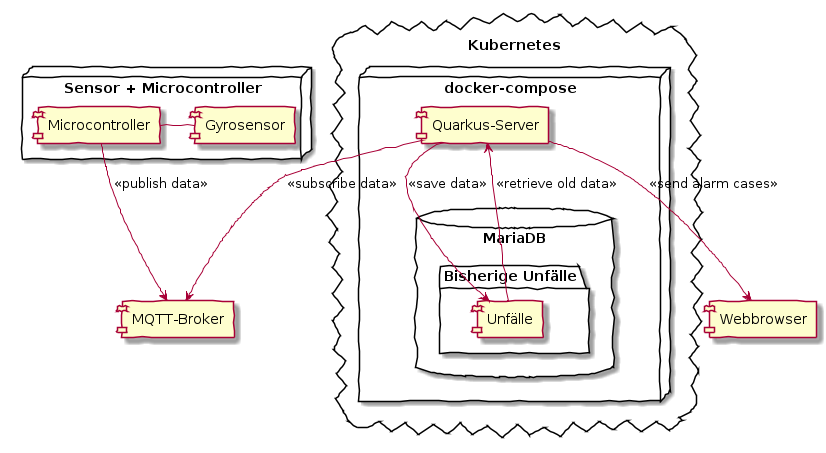 Kubernetes
Sensor + Microcontroller
docker-compose
Microcontroller
Gyrosensor
Quarkus-Server
«publish data»
«subscribe data»
«save data»
«retrieve old data»
«send alarm cases»
MariaDB
Bisherige Unfälle
MQTT-Broker
Unfälle
Webbrowser